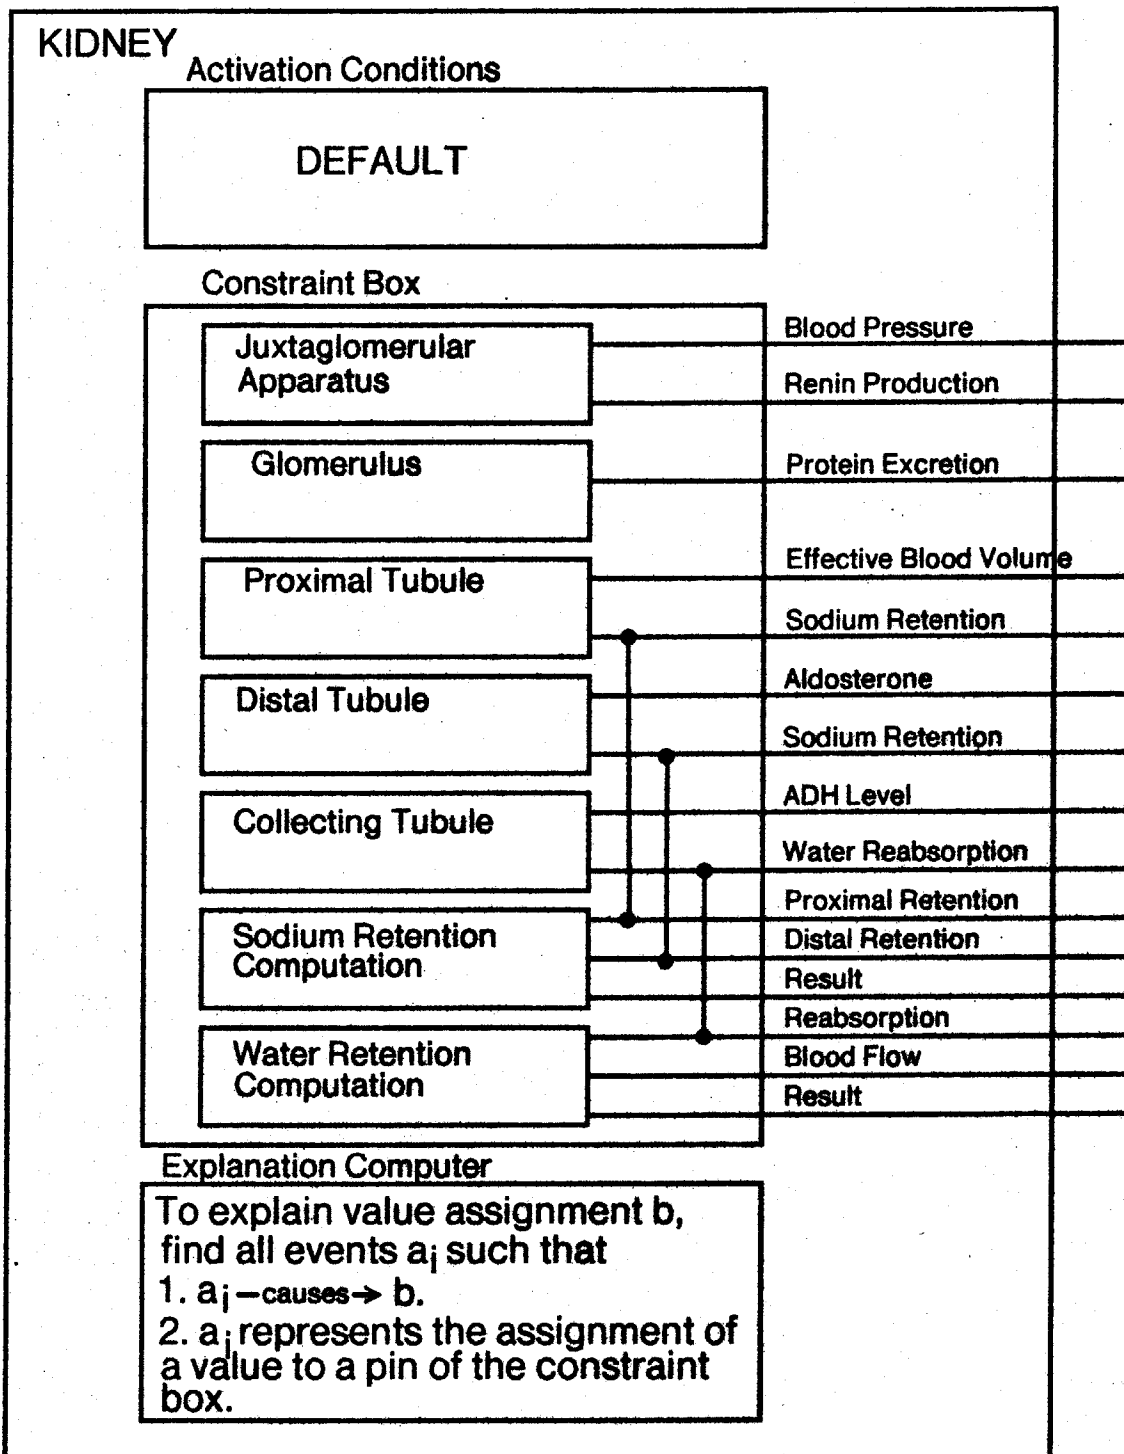 KIDNEY
Activation Conditions
DEFAULT
Constraint Box
Juxtaglomerular
Apparatus
Blood Pressure
Renin Production
Glomerulus
Protein Excretion
Proximal Tubule
Effective Blood Volume
Sodium Retention
Distal Tubule
Aldosterone
Sodium Retention
Collecting Tubule
ADH Level
Water Reabsorption
Sodium Retention
Computation
Proximal Retention
Distal Retention
Result
Water Retention
Computation
Reabsorption
Blood Flow
Result
Explanation Computer
To explain value assignment b,
find all events ai such that
1. ai —causes→ b.
2. ai represents the assignment of
a value to a pin of the constraint
box.